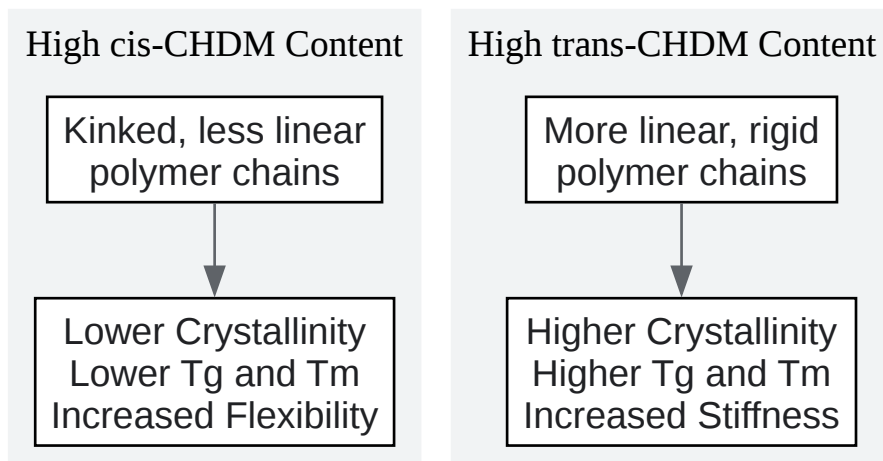 High cis-CHDM Content
Kinked, less linear
polymer chains
Lower Crystallinity
Lower Tg and Tm
Increased Flexibility
High trans-CHDM Content
More linear, rigid
polymer chains
Higher Crystallinity
Higher Tg and Tm
Increased Stiffness